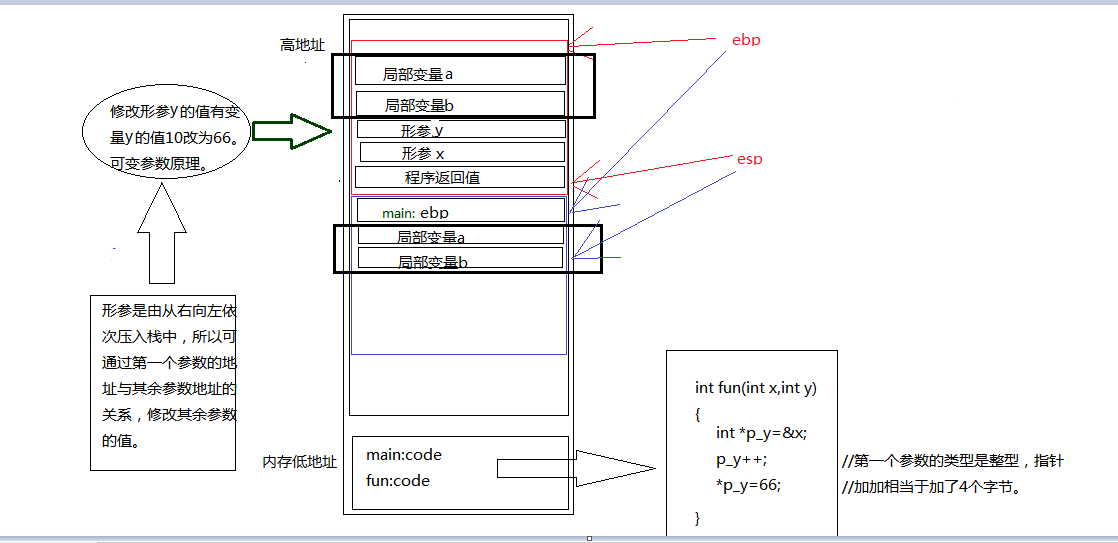 高地址
ebp
局部变量a
局部变量b
形参 y
形参 x
程序返回值
esp
main: ebp
局部变量a
局部变量b
修改形参y的值有变
量y的值10改为66。
可变参数原理。
形参是由从右向左依
次压入栈中，所以可
通过第一个参数的地
址与其余参数地址的
关系，修改其余参数
的值。
内存低地址
main:code
fun:code
int fun(int x,int y)
{
int *p_y=&x;
p_y++;
*p_y=66;
}
//第一个参数的类型是整型，指针
//加加相当于加了4个字节。